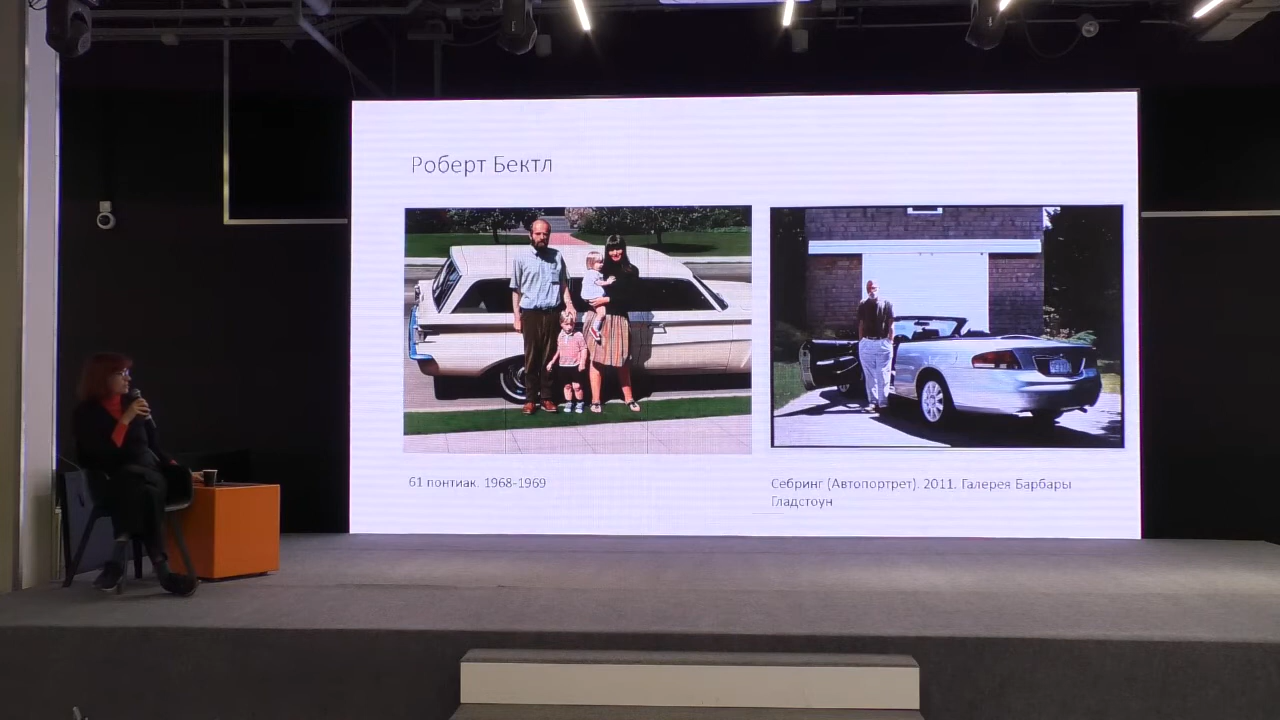 Роберт Бектл
61 понтиак. 1968-1969
Себринг (Автопортрет). 2011. Галерея Барбары
Гладстоун